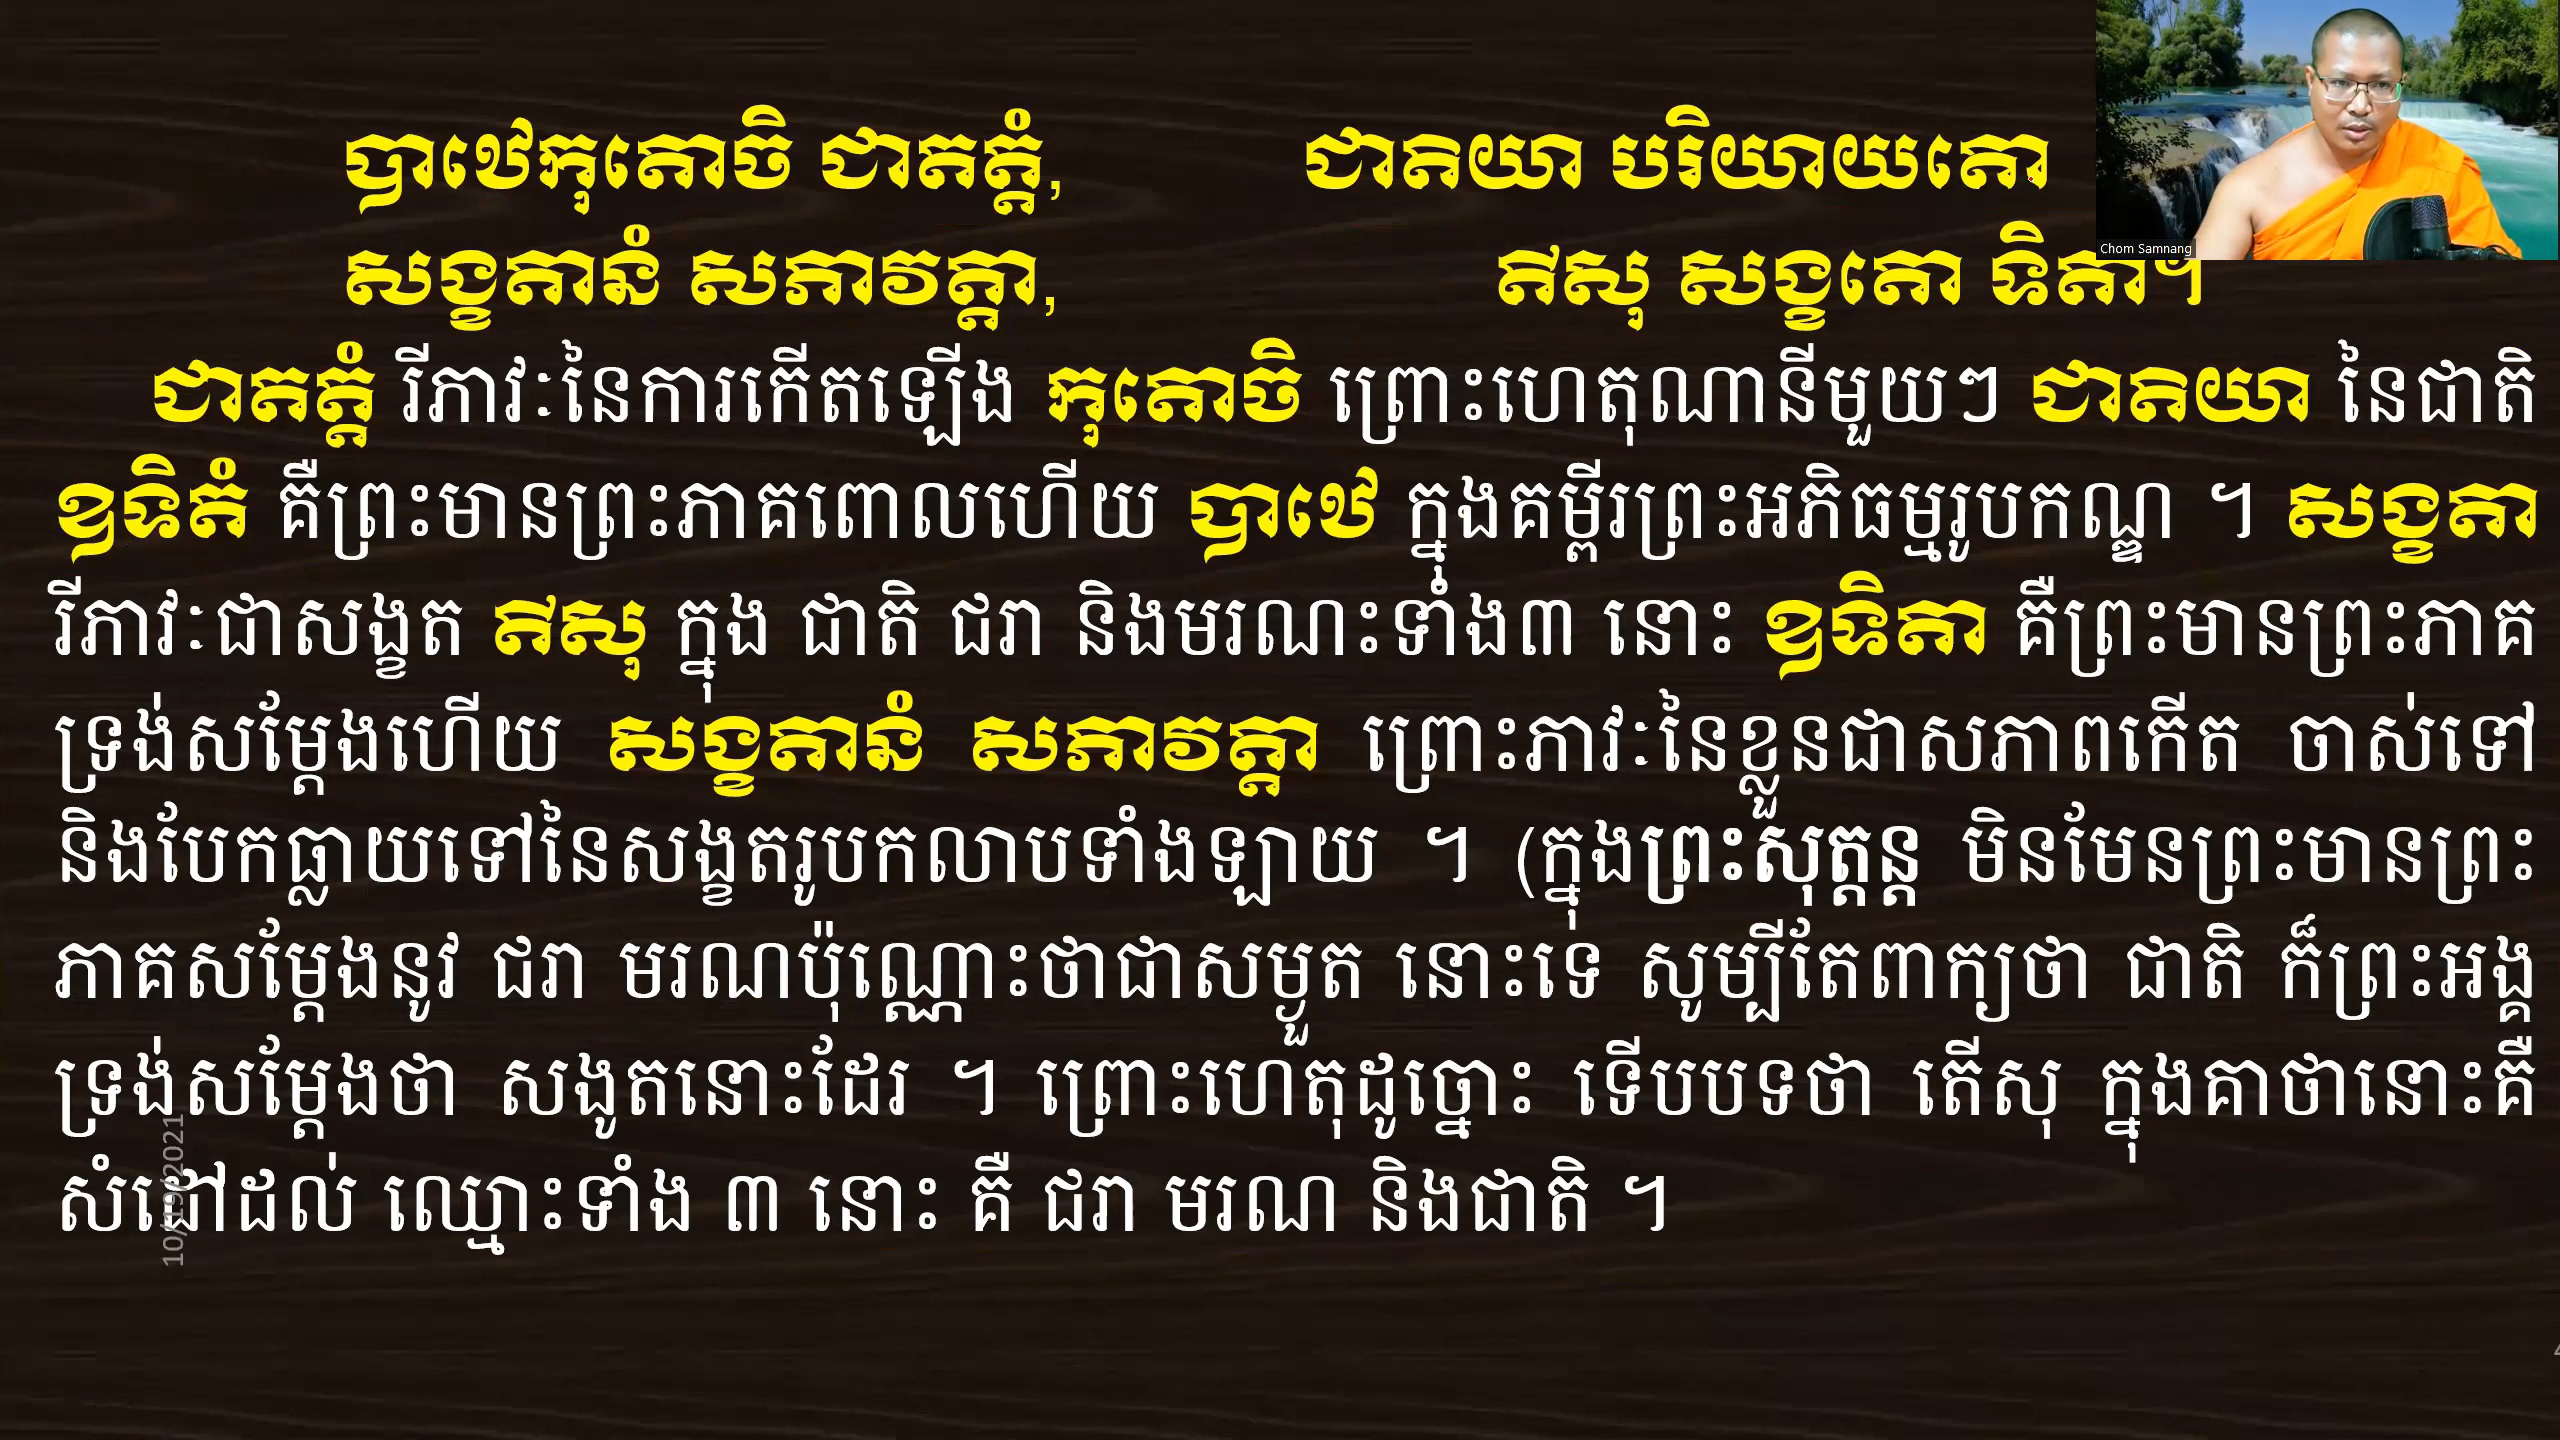 បាឋេកុតោចិ ជាតត្តំ, ជាតិយា បរិយាយតោ
Chom Samnang
សង្ខតានំ សភាវត្តា, តីសុ សង្ខតោ ទិតា។
ជាតត្តំ រីភាវៈនៃការកើតឡើង កុតោចិ ព្រោះហេតុណានីមួយៗ ជាតិយា នៃជាតិ
ឧទិតំ គឺព្រះមានព្រះភាគពោលហើយ បាឋេ ក្នុងគម្ពីរព្រះអភិធម្មរូបកណ្ឌ ។ សង្ខតា
រីភាវៈជាសង្ខត តីសុ ក្នុង ជាតិ ជរា និងមរណៈទាំង៣ នោះ ឧទិតា គឺព្រះមានព្រះភាគ
ទ្រង់សម្តែងហើយ សង្ខតានំ សភាវត្តា ព្រោះភាវៈនៃខ្លួនជាសភាពកើត ចាស់ទៅ
និងបែកធ្លាយទៅនៃសង្ខតរូបកលាបទាំងឡាយ ។ (ក្នុងព្រះសុត្តន្ត មិនមែនព្រះមានព្រះ
ភាគសម្តែងនូវ ជរា មរណប៉ុណ្ណោះថាជាសម្ងួត នោះទេ សូម្បីតែពាក្យថា ជាតិ ក៏ព្រះអង្គ
ទ្រង់សម្តែងថា សងួតនោះដែរ ។ ព្រោះហេតុដូច្នោះ ទើបបទថា តើសុ ក្នុងគាថានោះគឺ
សំដៅដល់ ឈ្មោះទាំង ៣ នោះ គឺ ជរា មរណ និងជាតិ ។
10/19/2021